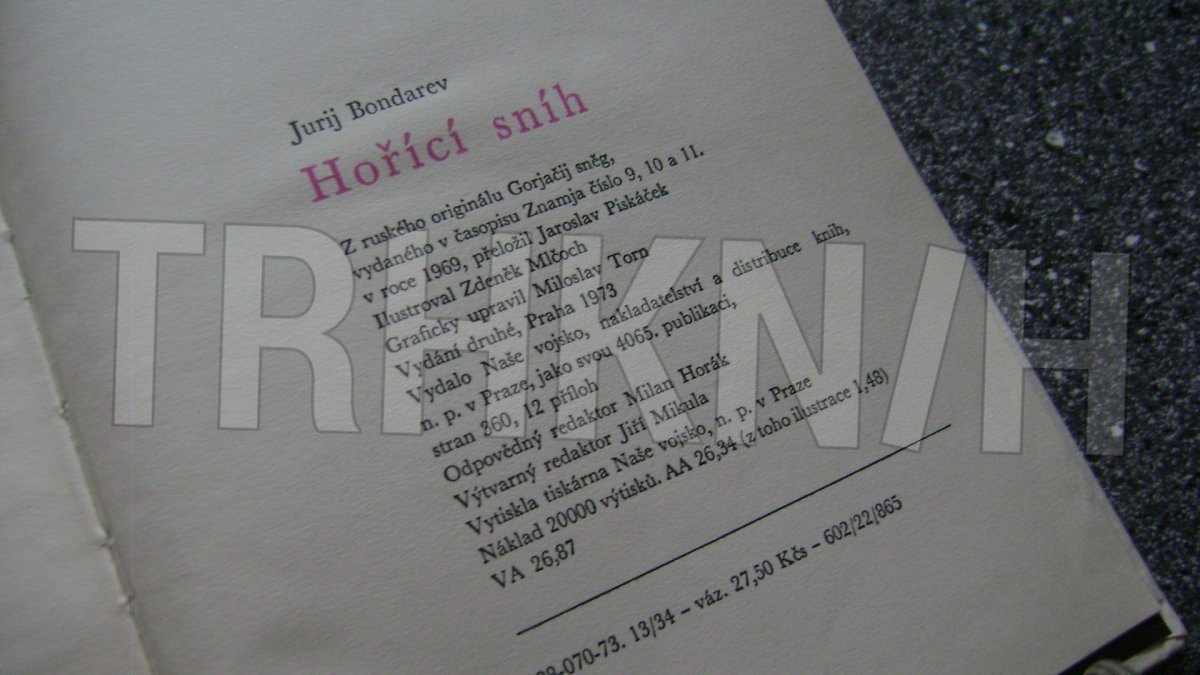 Jurij Bondarev
Hořící sníh
Z ruského originálu Gorjačij sněg,
vydaného v časopisu Znamja číslo 9, 10 a 11.
v roce 1969, přeložil Jaroslav Piskáček
Ilustroval Zdeněk Mlčoch
Graficky upravil Miloslav Torn
Vydání druhé, Praha 1973
Vydalo Naše vojsko, nakladatelství a distribuce knih,
n. p. v Praze, jako svou 4065. publikaci,
stran 360, 12 příloh
Odpovědný redaktor Milan Horák
Výtvarný redaktor Jiří Mikula
Vytiskla tiskárna Naše vojsko, n. p. v Praze
Náklad 20000 výtisků. AA 26,34 (z toho ilustrace 1,48)
VA 26,87
-070-73. 13/34 – váz. 27,50 Kčs – 602/22/865
TRHKN/H